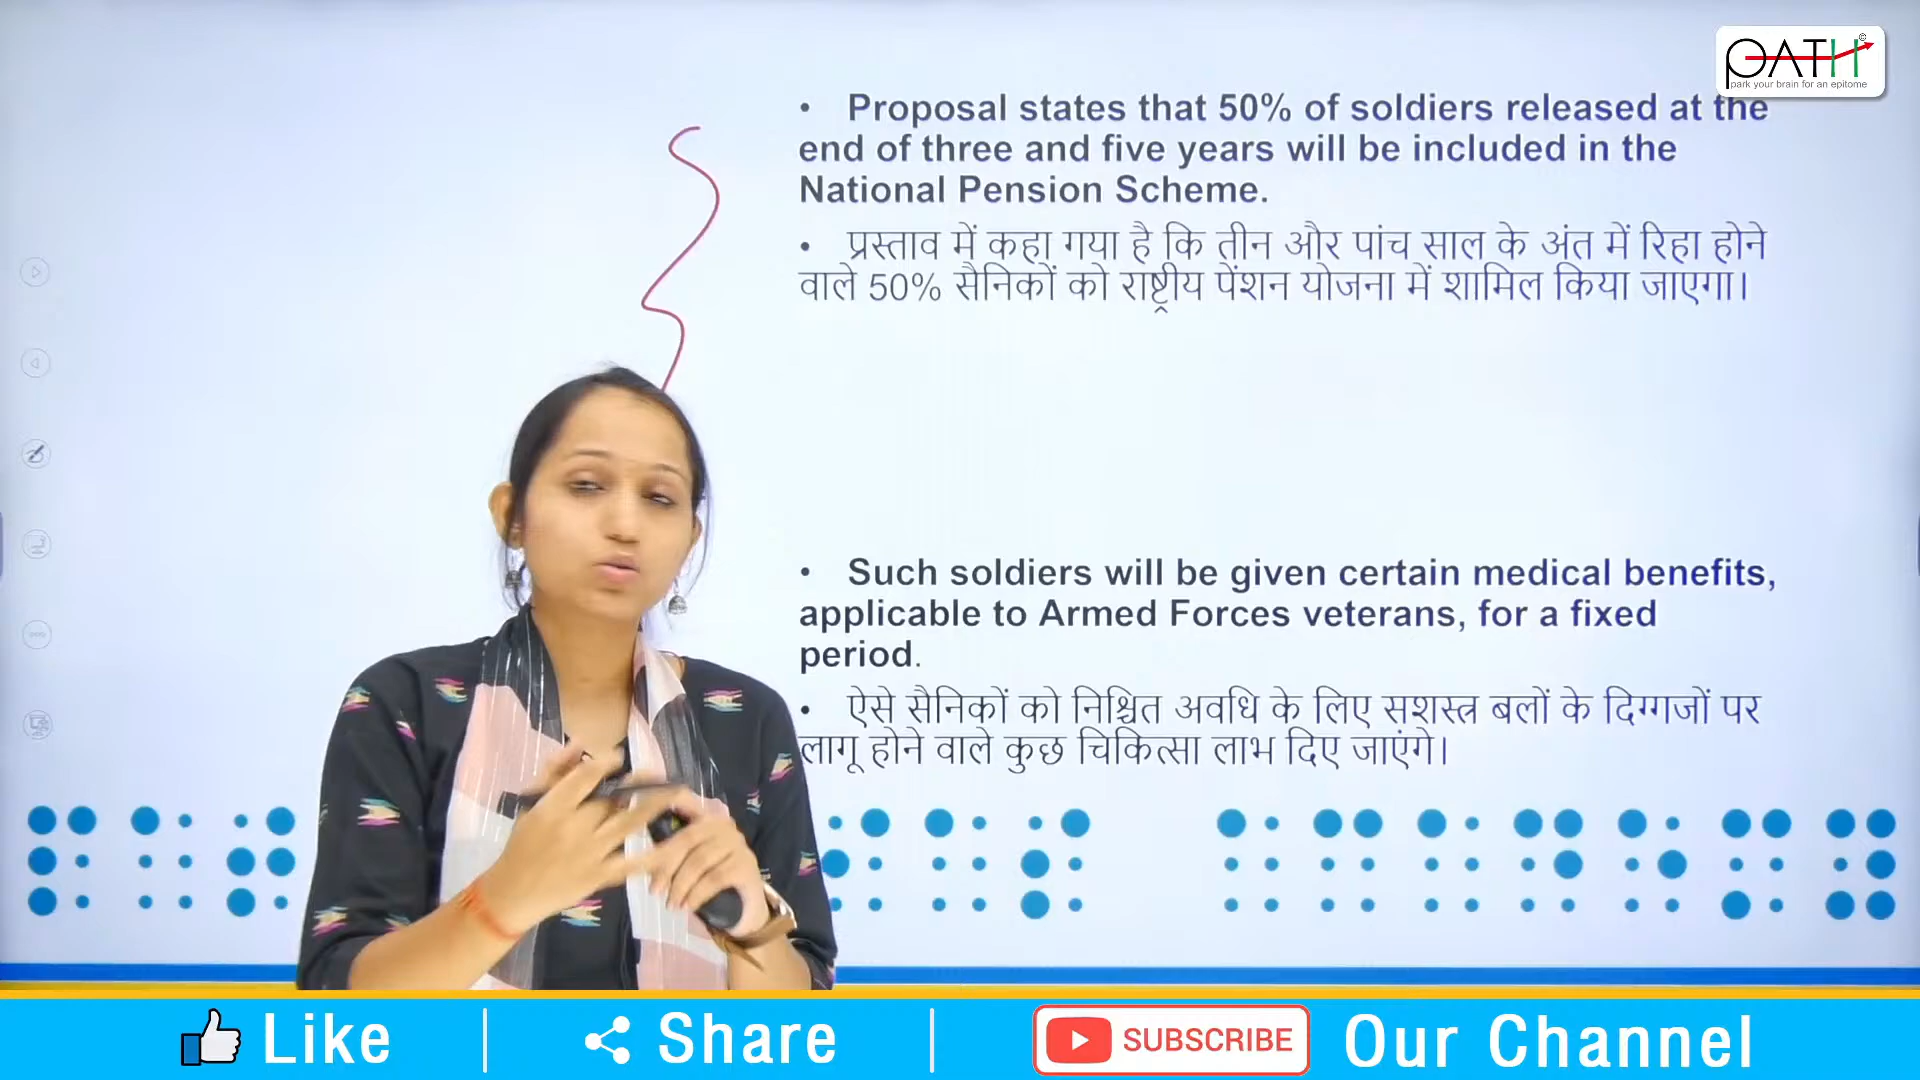 PATH©
park your brain for an epitome
• Proposal states that 50% of soldiers released at the
end of three and five years will be included in the
National Pension Scheme.
• प्रस्ताव में कहा गया है कि तीन और पांच साल के अंत में रिहा होने
वाले 50% सैनिकों को राष्ट्रीय पेंशन योजना में शामिल किया जाएगा।
• Such soldiers will be given certain medical benefits,
applicable to Armed Forces veterans, for a fixed
period.
• ऐसे सैनिकों को निश्चित अवधि के लिए सशस्त्र बलों के दिग्गजों पर
लागू होने वाले कुछ चिकित्सा लाभ दिए जाएंगे।
Like Share SUBSCRIBE Our Channel